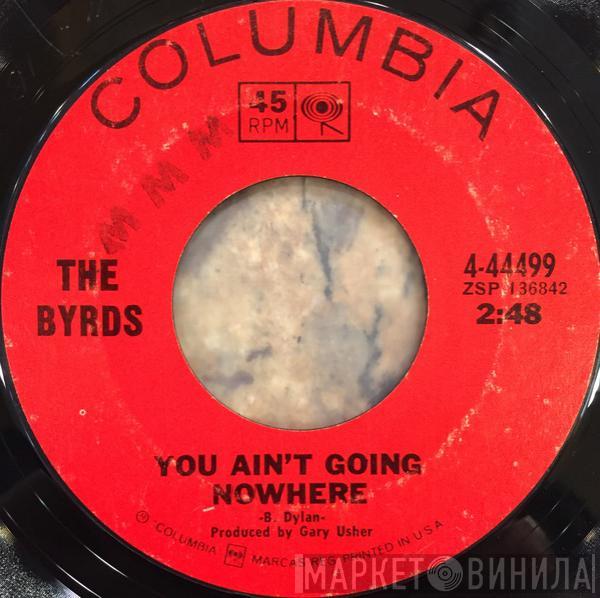 COLUMBIA
45
RPM
M M M
THE
BYRDS
4-44499
ZSP 136842
2:48
YOU AIN'T GOING
NOWHERE
-B. Dylan-
Produced by Gary Usher
"COLUMBIA" MARCAS REG. PRINTED IN U.S.A.
МАРКЕТ ВИНИЛА